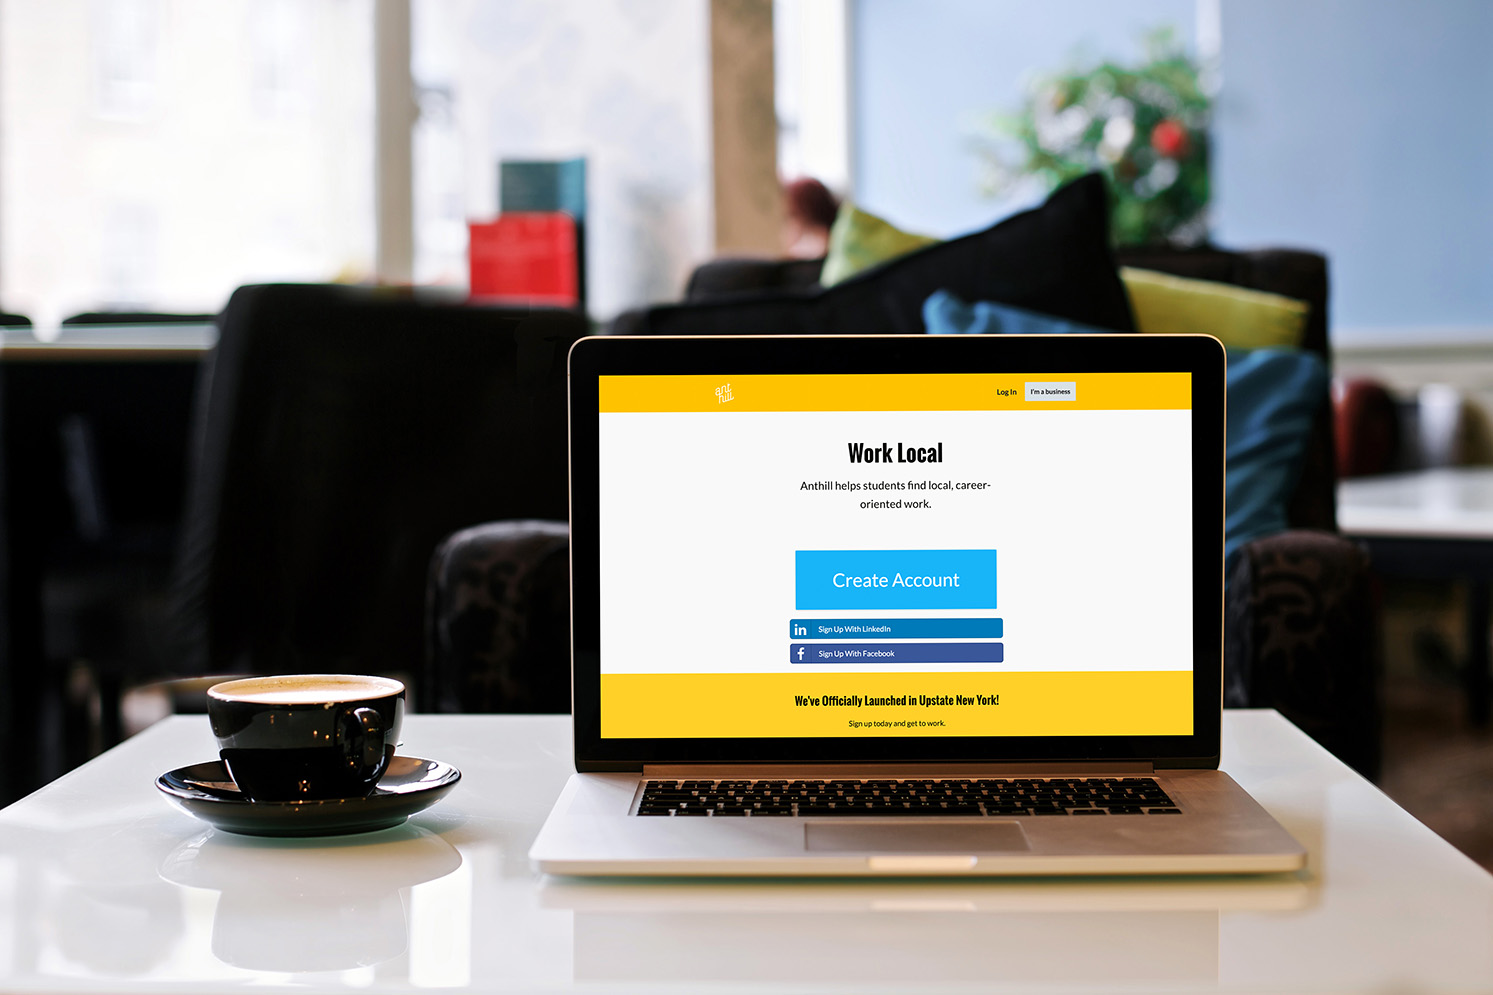 ant
hill
Log In
I'm a business
Work Local
Anthill helps students find local, career-
oriented work.
Create Account
in
Sign Up With LinkedIn
f
Sign Up With Facebook
We've Officially Launched in Upstate New York!
Sign up today and get to work.